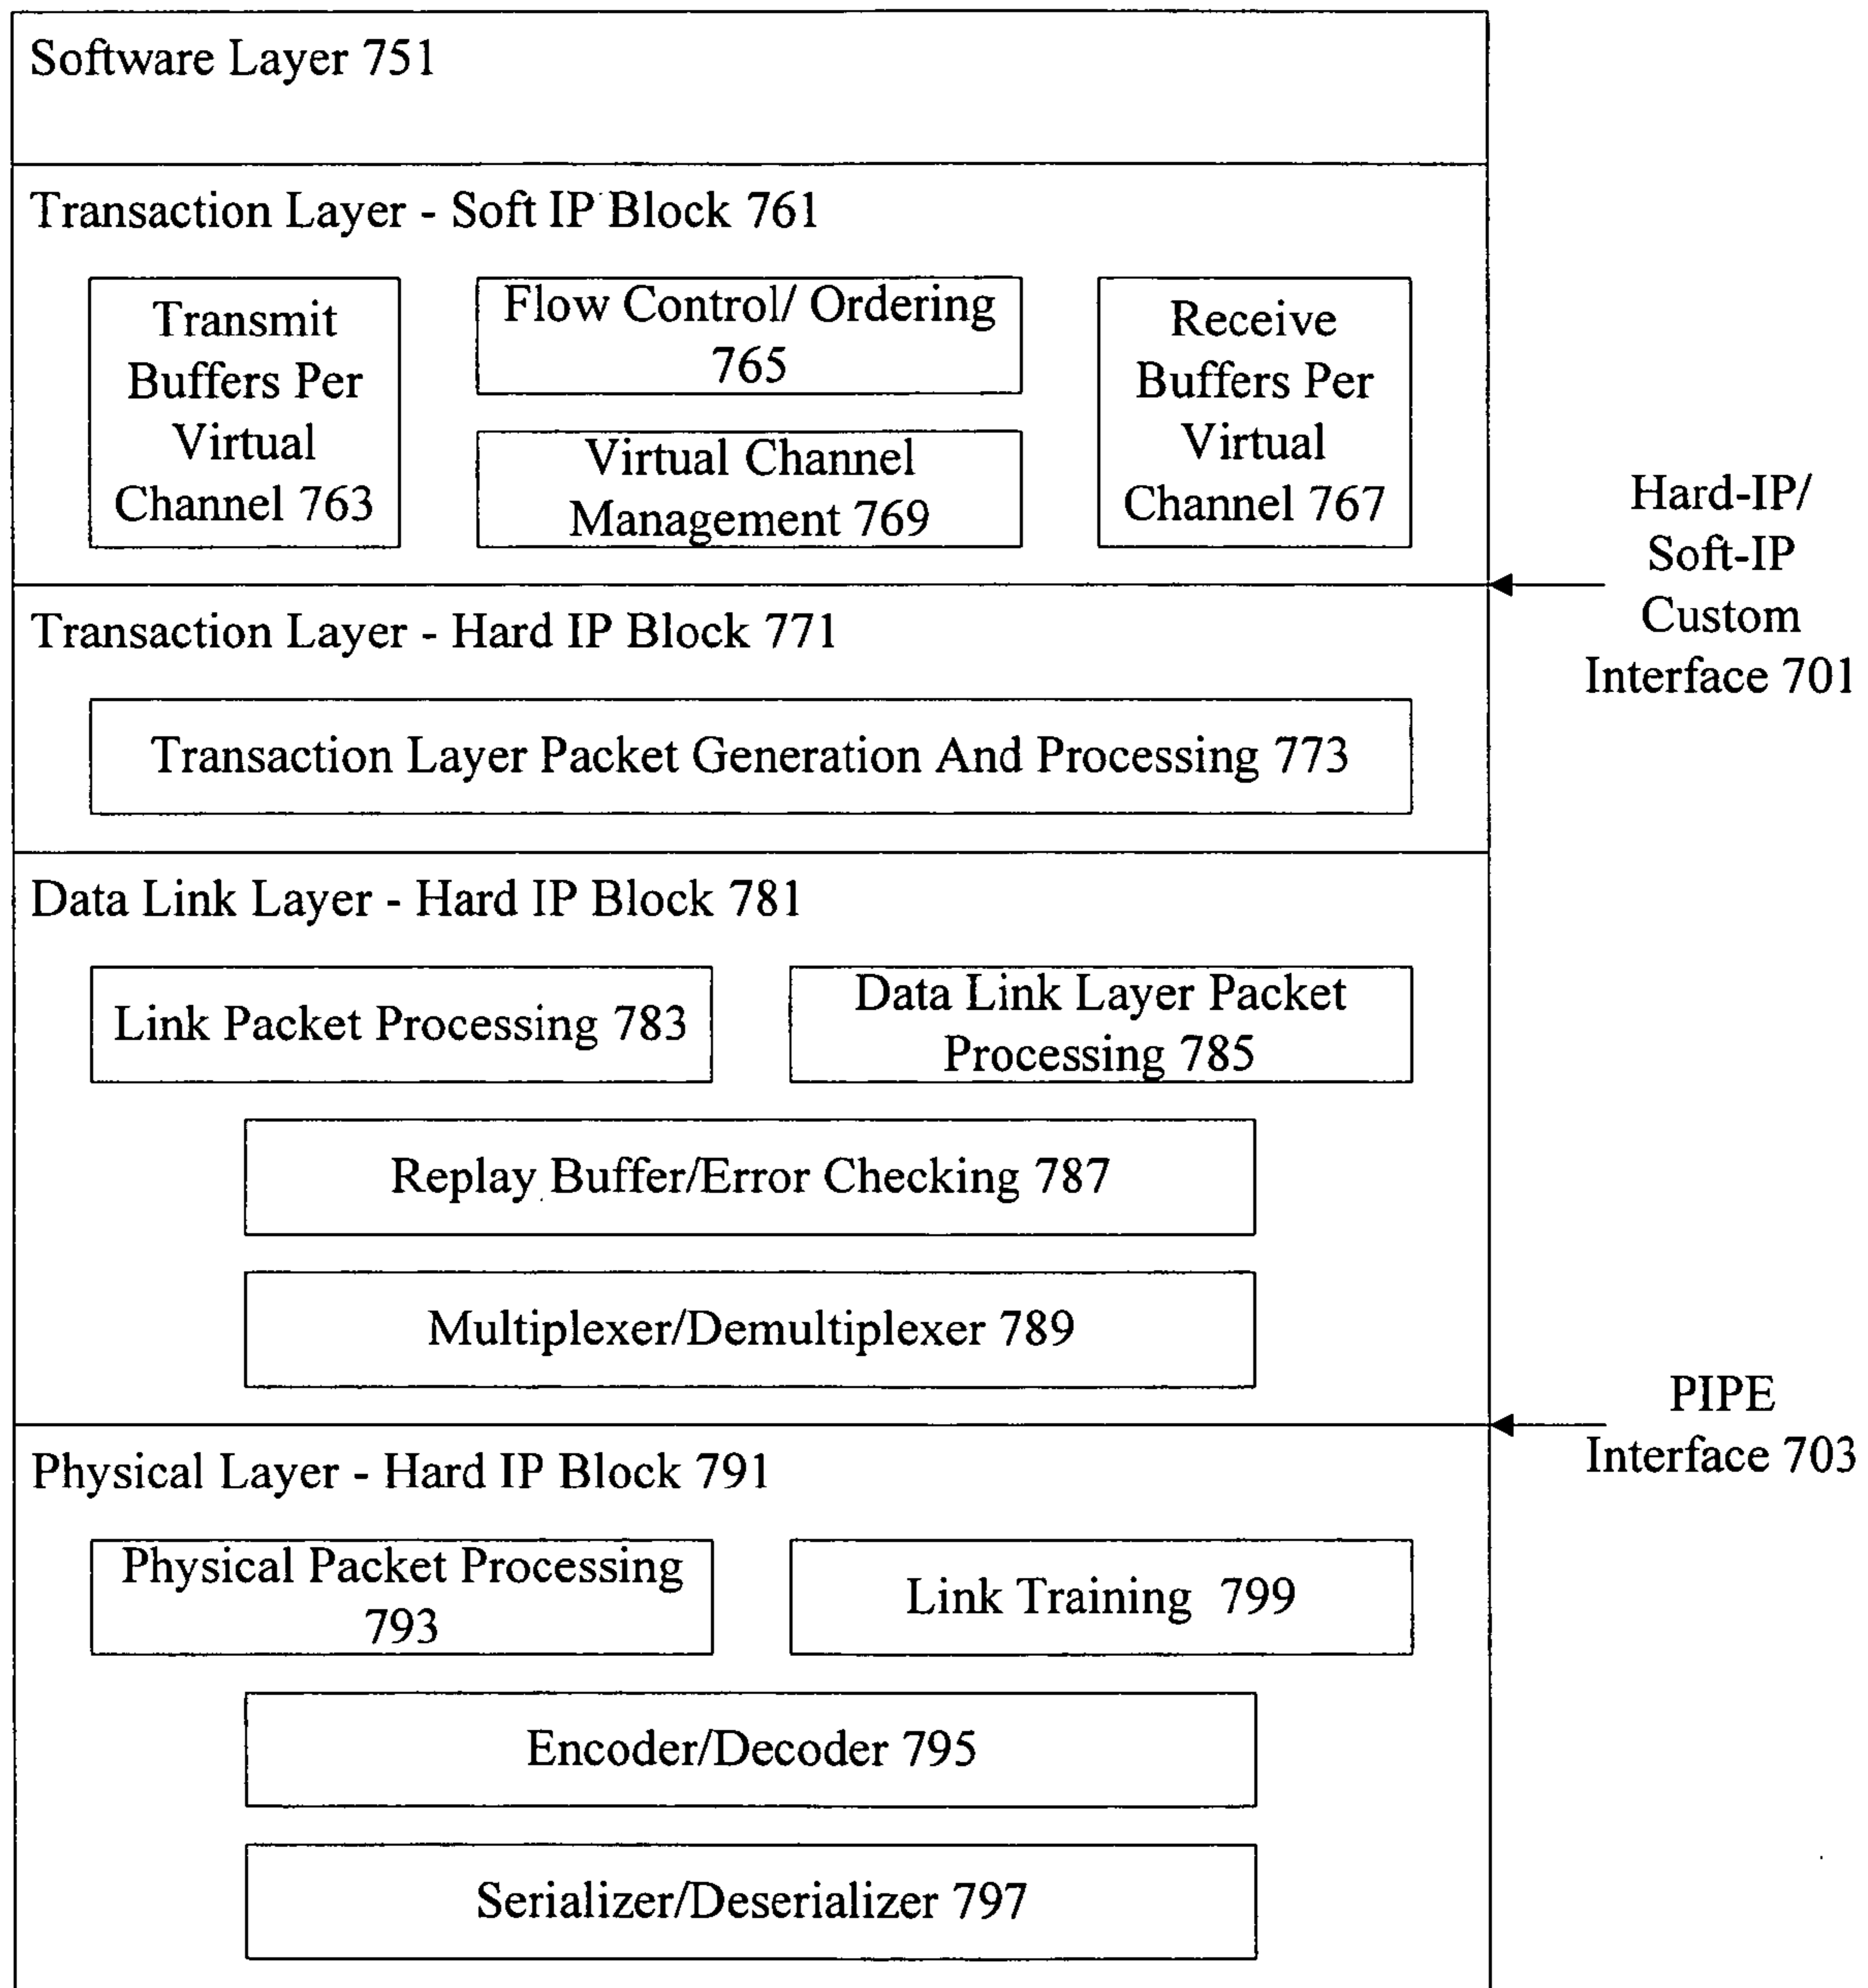 Software Layer 751
Transaction Layer - Soft IP Block 761
Transmit
Buffers Per
Virtual
Channel 763
Flow Control/ Ordering
765
Virtual Channel
Management 769
Receive
Buffers Per
Virtual
Channel 767
Hard-IP/
Soft-IP
Custom
Interface 701
Transaction Layer - Hard IP Block 771
Transaction Layer Packet Generation And Processing 773
Data Link Layer - Hard IP Block 781
Link Packet Processing 783
Data Link Layer Packet
Processing 785
Replay Buffer/Error Checking 787
Multiplexer/Demultiplexer 789
PIPE
Interface 703
Physical Layer - Hard IP Block 791
Physical Packet Processing
793
Link Training 799
Encoder/Decoder 795
Serializer/Deserializer 797